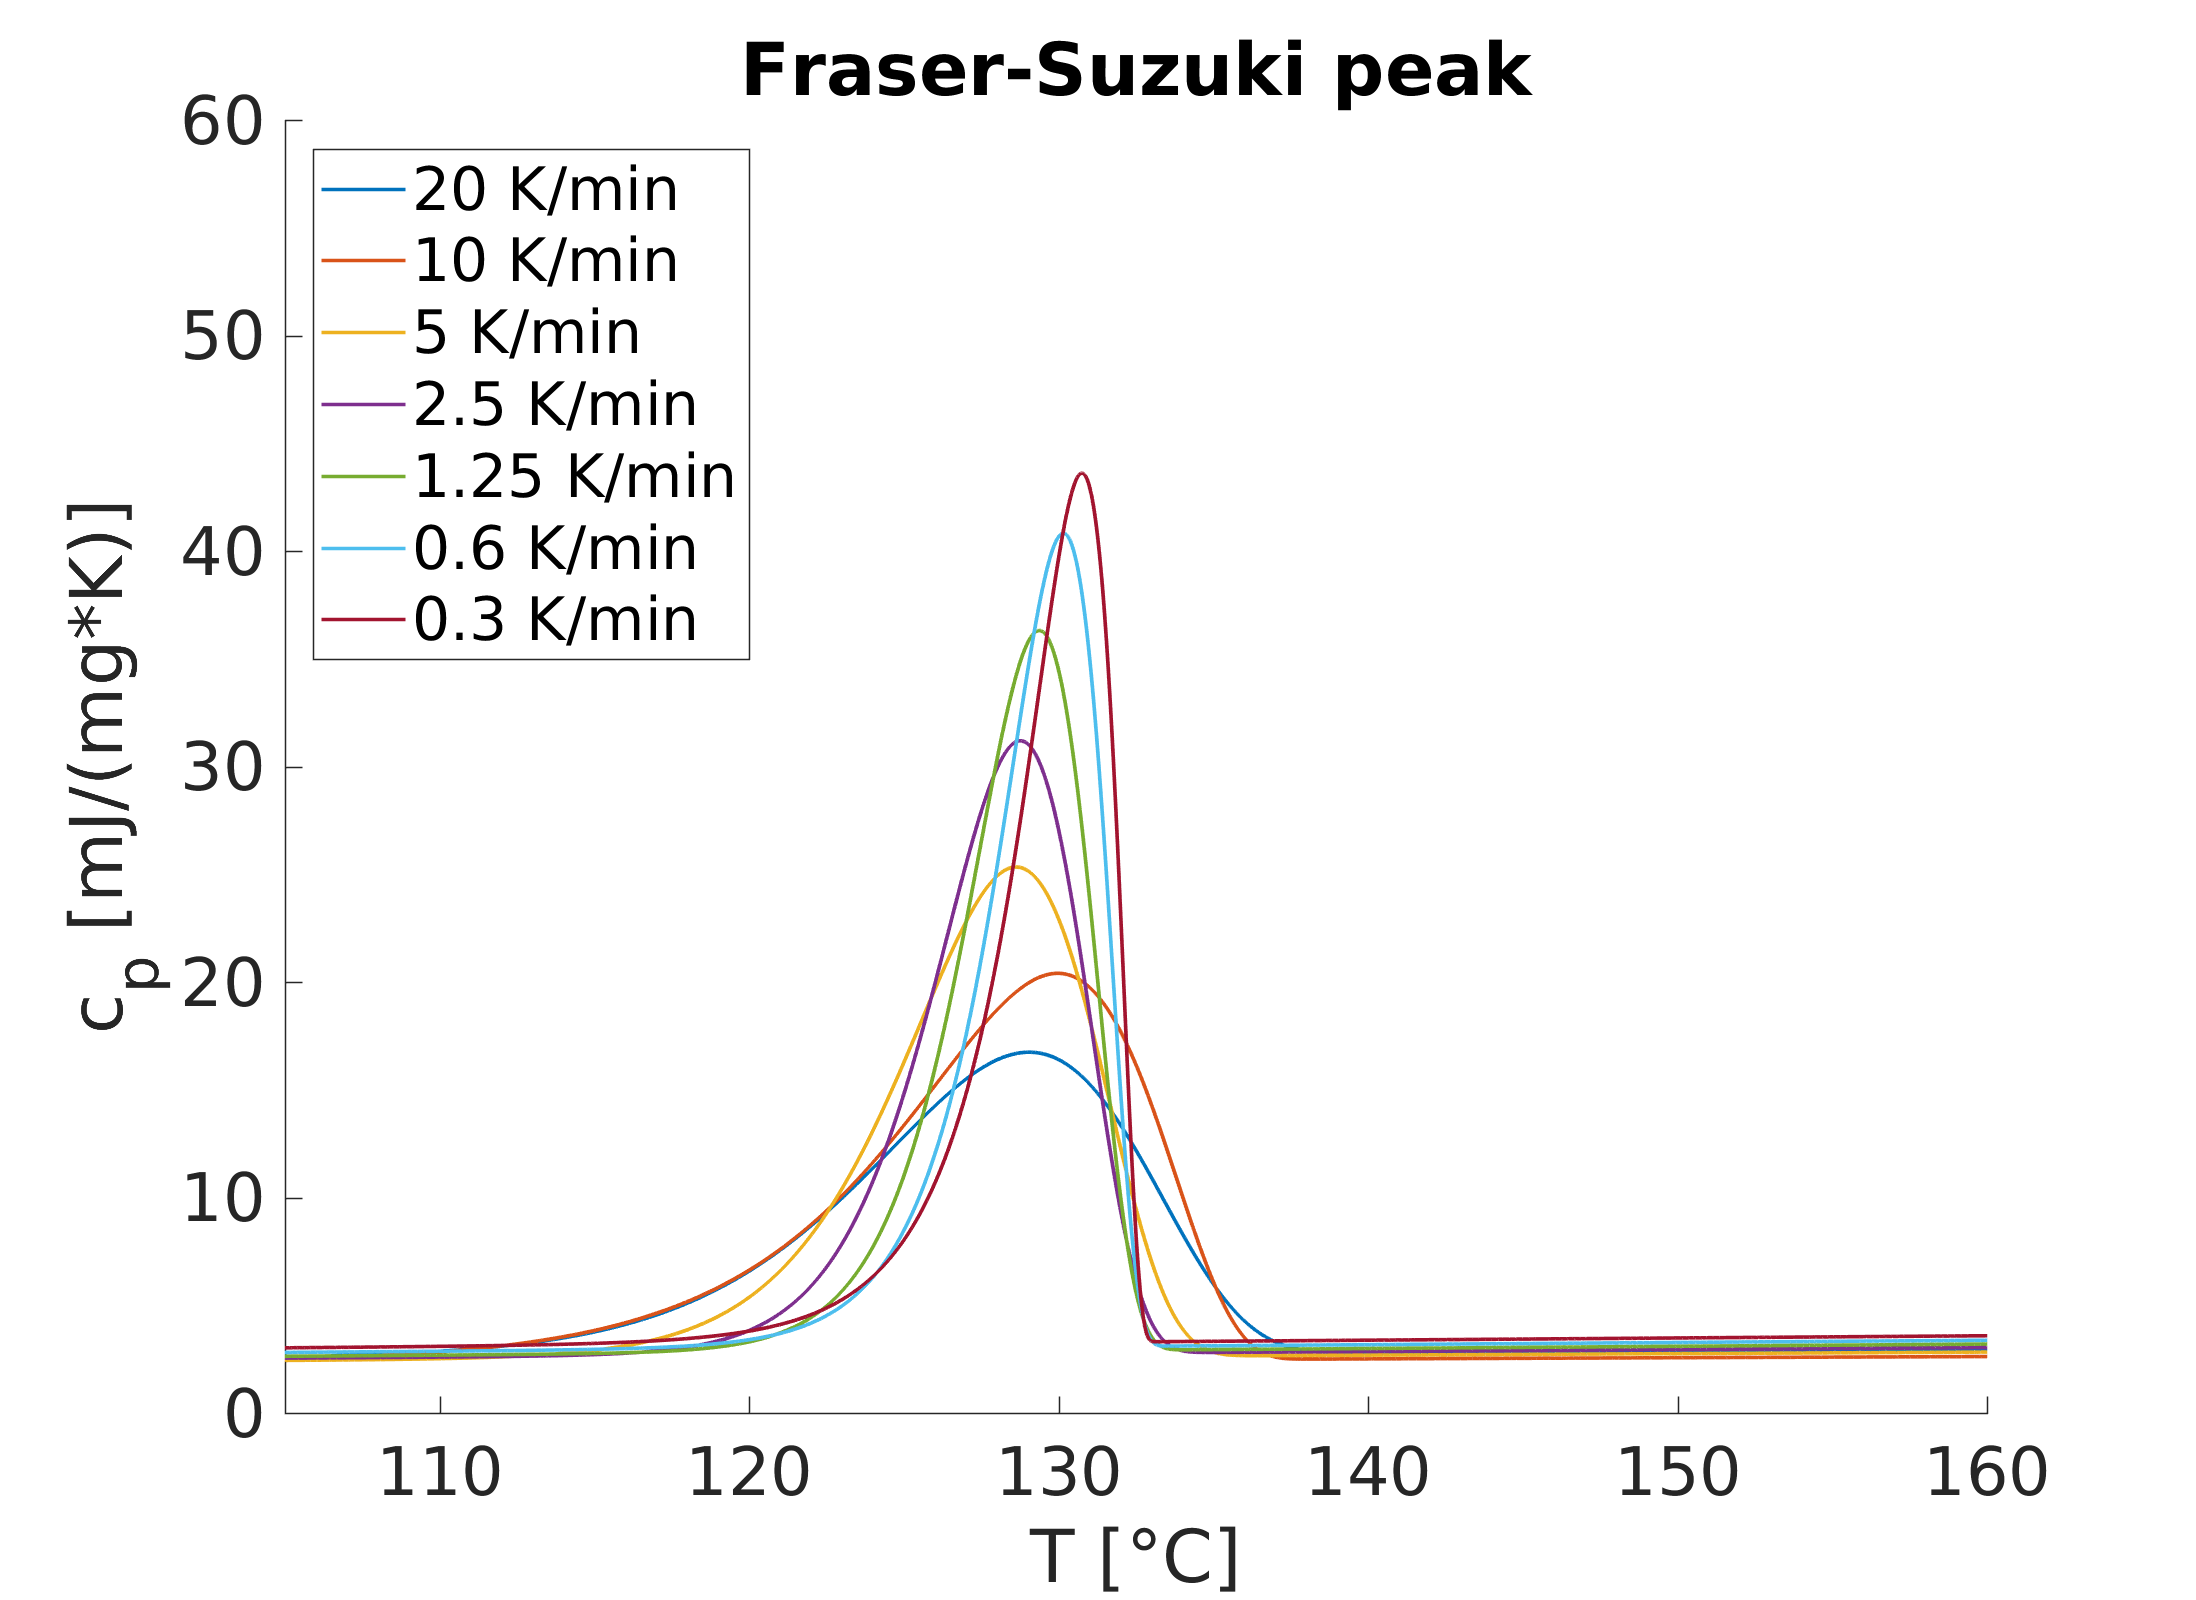 Fraser-Suzuki peak
60
50
40
30
20
10
0
20 K/min
10 K/min
5 K/min
2.5 K/min
1.25 K/min
0.6 K/min
0.3 K/min
cp [mJ/(mg*K)]
110 120 130 140 150 160
T [°C]